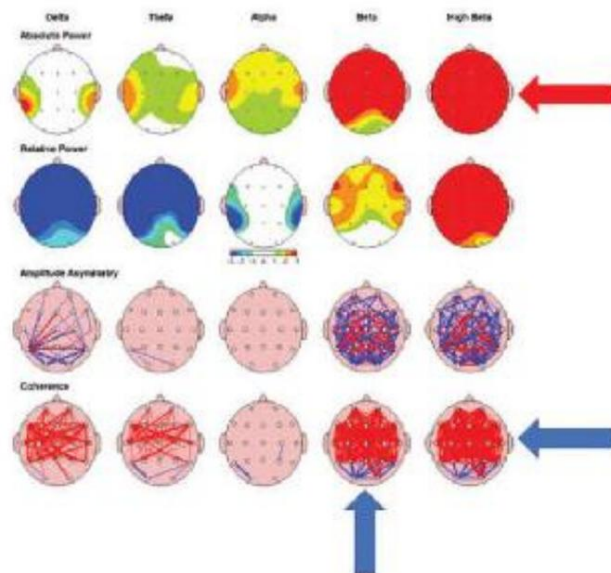 Delta Theta Alpha Beta High Beta
Absolute Power
Relative Power
Amplitude Asymmetry
Coherence